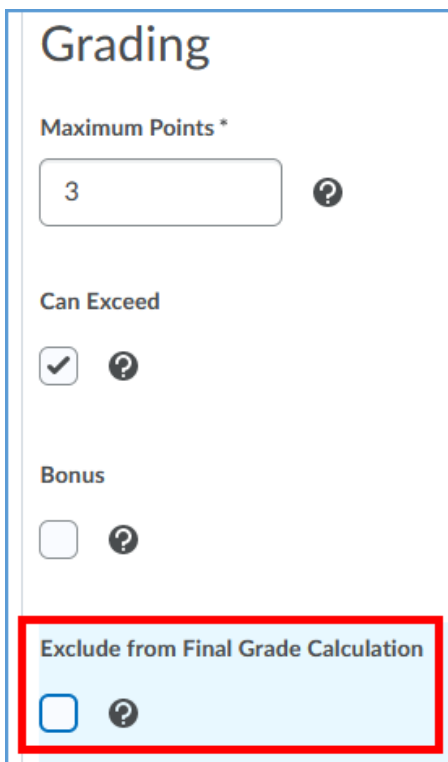 Grading
Maximum Points *
3
Can Exceed
Bonus
Exclude from Final Grade Calculation